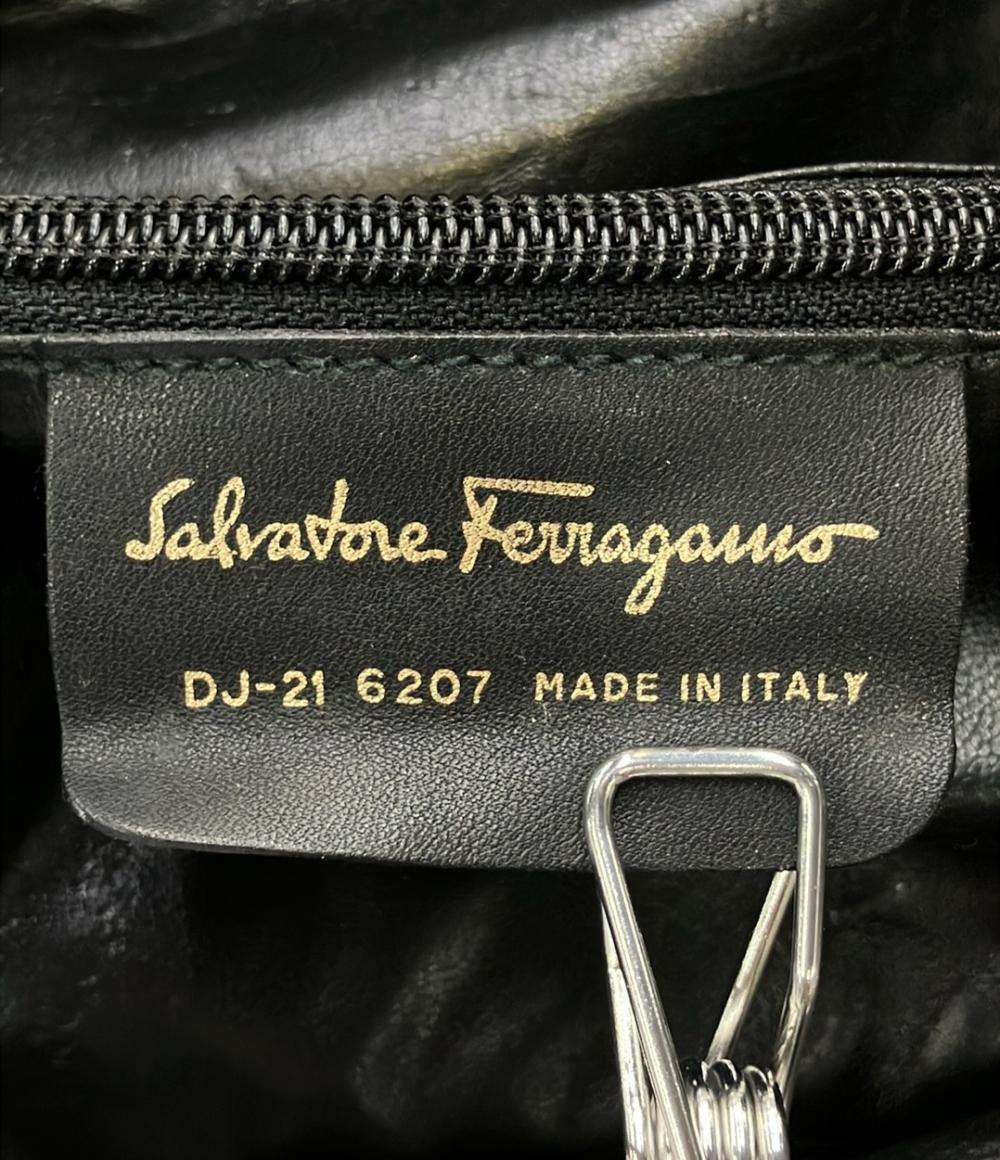 Salvatore Ferragamo
DJ-21 6207 MADE IN ITALY